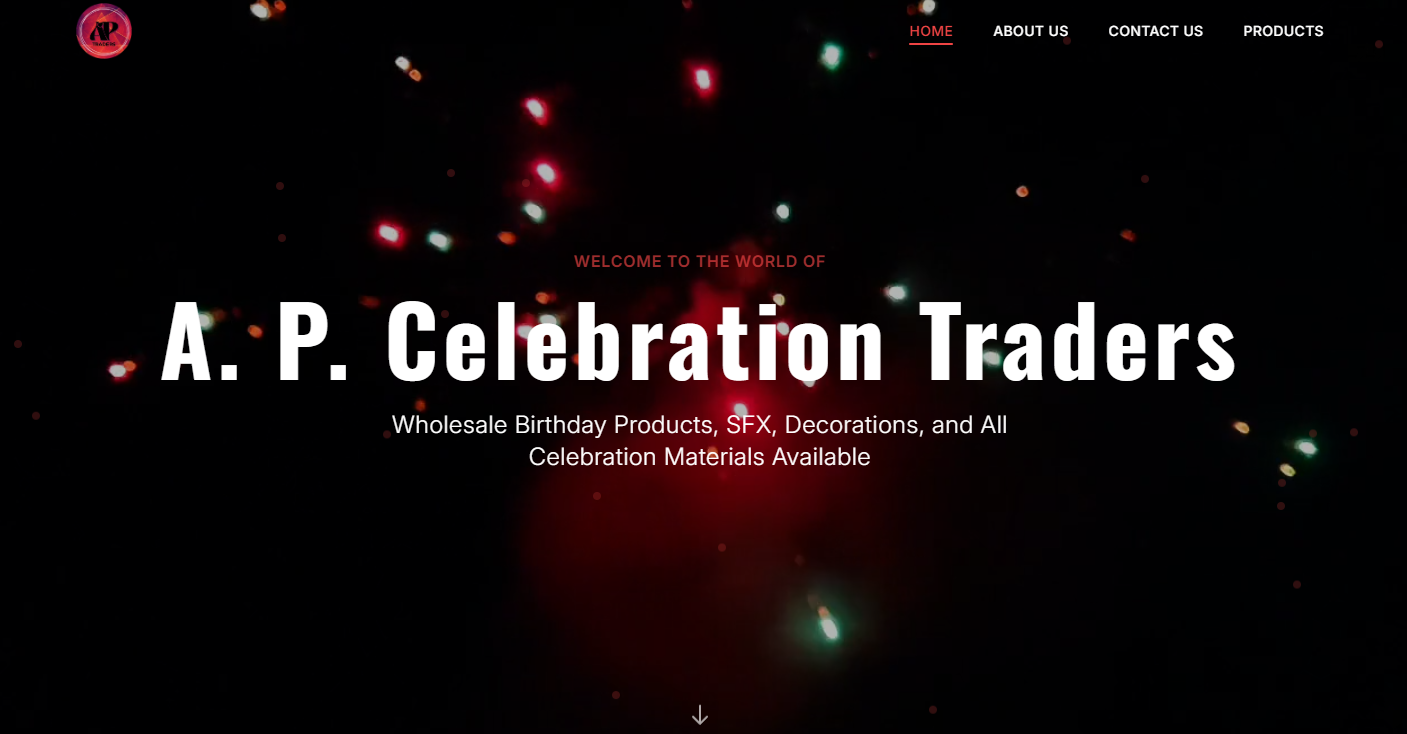 AP
TRADERS
HOME
ABOUT US
CONTACT US
PRODUCTS
WELCOME TO THE WORLD OF
A. P. Celebration Traders
Wholesale Birthday Products, SFX, Decorations, and All
Celebration Materials Available